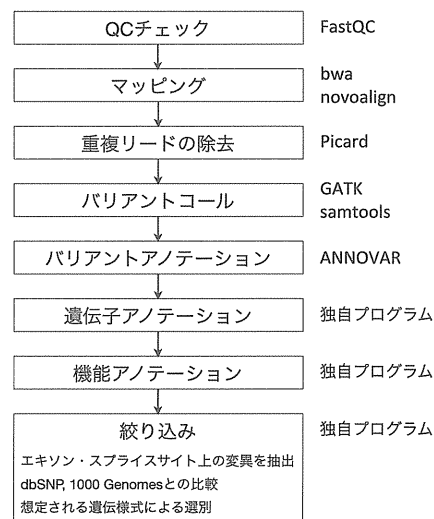 QCチェック
FastQC
マッピング
bwa
novoalign
重複リードの除去
Picard
バリアントコール
GATK
samtools
バリアントアノテーション
ANNOVAR
遺伝子アノテーション
独自プログラム
機能アノテーション
独自プログラム
絞り込み
独自プログラム
エキソン・スプライスサイト上の変異を抽出
dbSNP, 1000 Genomesとの比較
想定される遺伝様式による選別